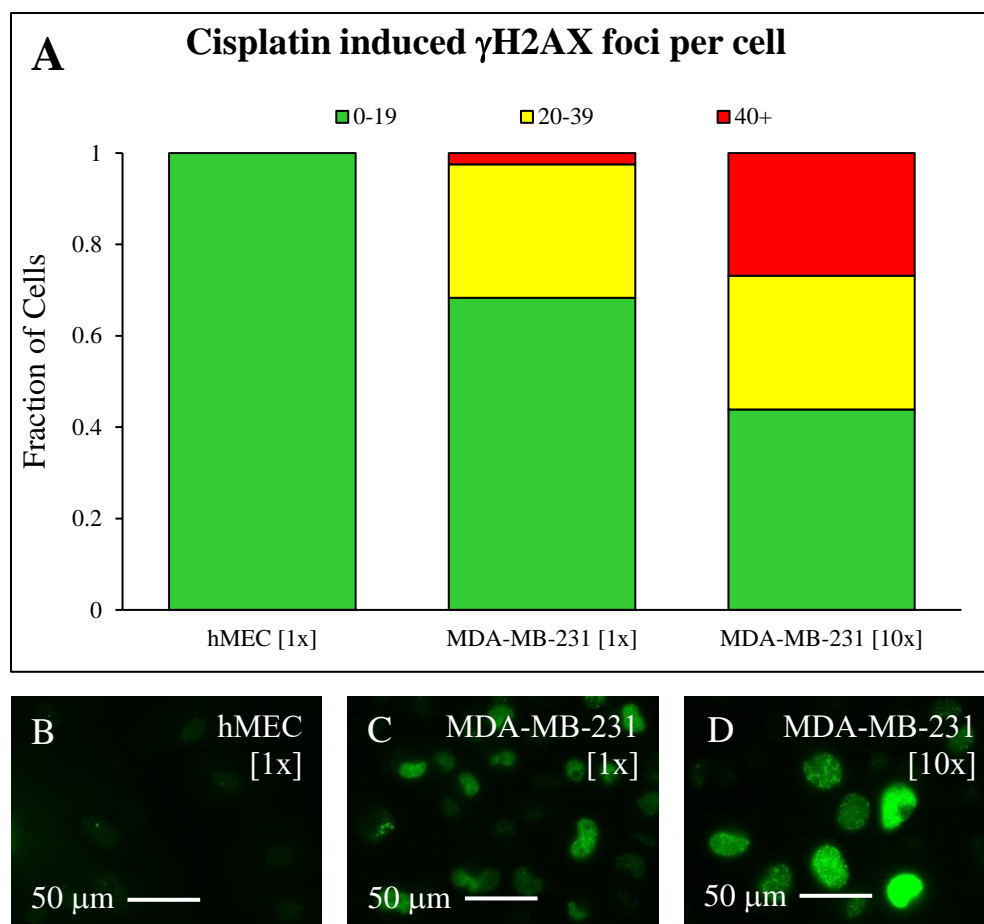 A
Cisplatin induced γH2AX foci per cell
0-19 20-39 40+
1
0.8
0.6
0.4
0.2
0
Fraction of Cells
hMEC [1x] MDA-MB-231 [1x] MDA-MB-231 [10x]
B hMEC
[1x]
50 μm
C MDA-MB-231
[1x]
50 μm
D MDA-MB-231
[10x]
50 μm